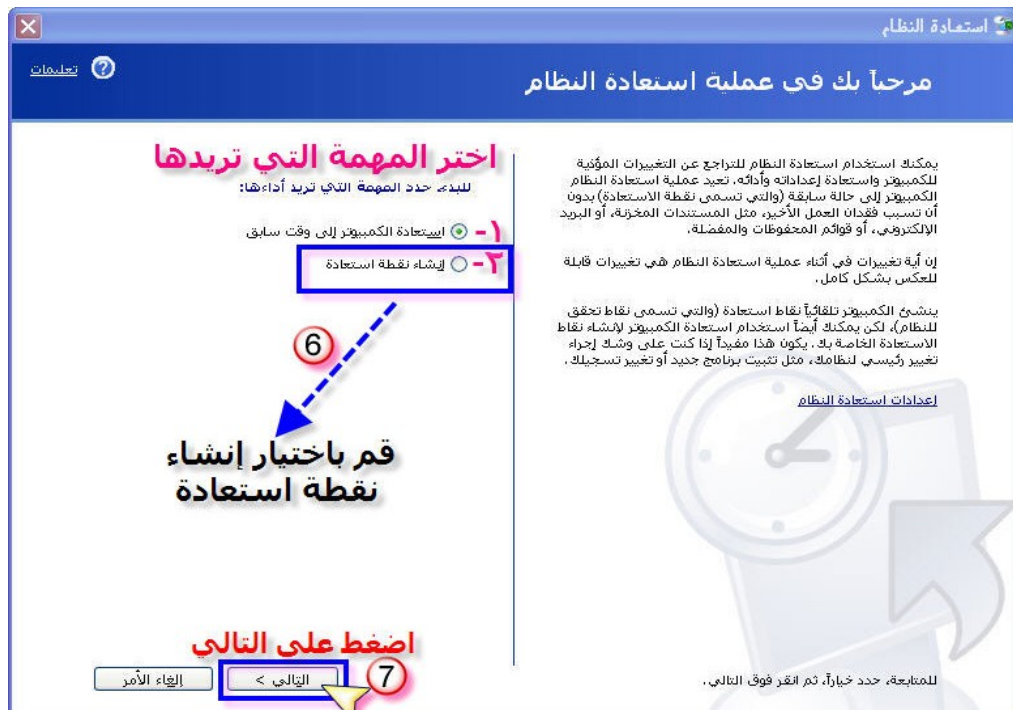 استعادة النظام
مرحباً بك في عملية استعادة النظام
تعليمات
يمكنك استخدام استعادة النظام للتراجع عن التغييرات المؤذية
للكمبيوتر واستعادة إعداداته وأدائه. تعيد عملية استعادة النظام
الكمبيوتر إلى حالة سابقة (والتي تسمى نقطة الاستعادة) بدون
أن تسبب فقدان العمل الأخير، مثل المستندات المخزنة، أو البريد
الإلكتروني، أو قوائم المحفوظات والمفضلة.
إن أية تغييرات في أثناء عملية استعادة النظام هي تغييرات قابلة
للعكس بشكل كامل.
ينشئ الكمبيوتر تلقائياً نقاط استعادة (والتي تسمى نقاط تحقق
للنظام)، لكن يمكنك أيضاً استخدام استعادة الكمبيوتر لإنشاء نقاط
الاستعادة الخاصة بك. يكون هذا مفيداً إذا كنت على وشك إجراء
تغيير رئيسي لنظامك، مثل تثبيت برنامج جديد أو تغيير تسجيلك.
إعدادات استعادة النظام
للمتابعة، حدد خياراً، ثم انقر فوق التالي.
اختر المهمة التي تريدها
للبدء حدد المهمة التي تريد أداءها:
١- استعادة الكمبيوتر إلى وقت سابق
٢- إنشاء نقطة استعادة
6
قم باختيار إنشاء
نقطة استعادة
اضغط على التالي
7
التالي >
إلغاء الأمر